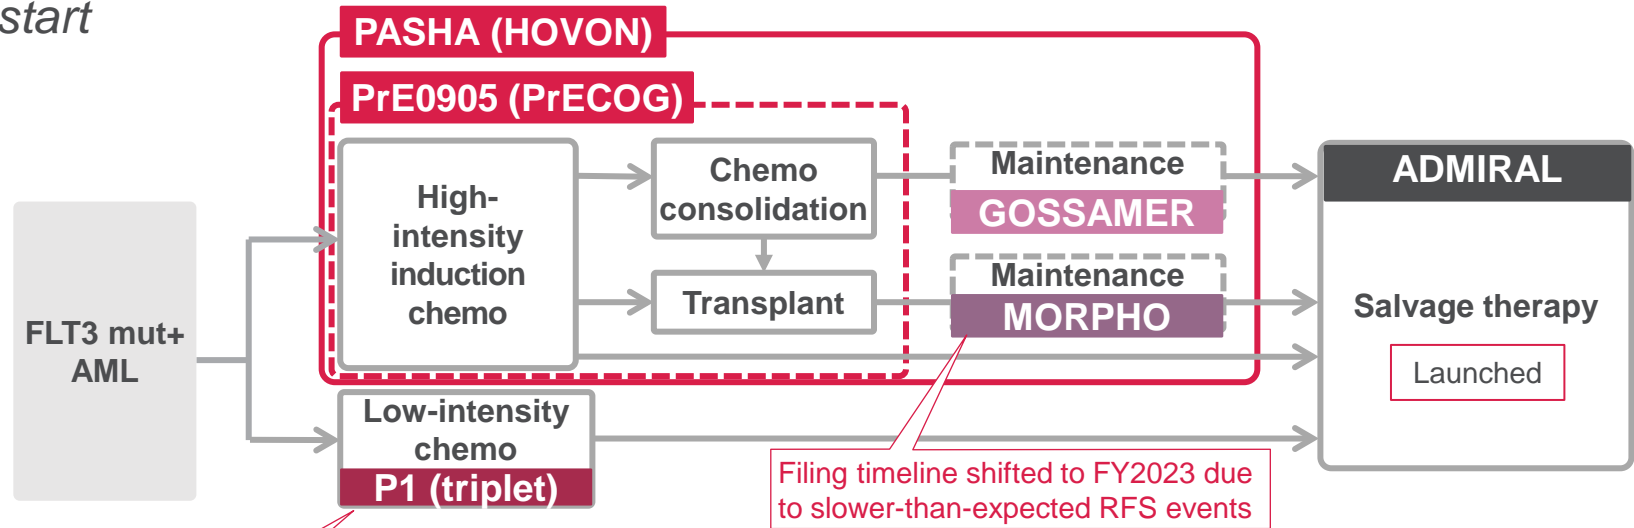 start
PASHA (HOVON)
PrE0905 (PrECOG)
FLT3 mut+
AML
High-
intensity
induction
chemo
Chemo
consolidation
Transplant
Maintenance
GOSSAMER
Maintenance
MORPHO
ADMIRAL
Salvage therapy
Launched
Low-intensity
chemo
P1 (triplet)
Filing timeline shifted to FY2023 due
to slower-than-expected RFS events